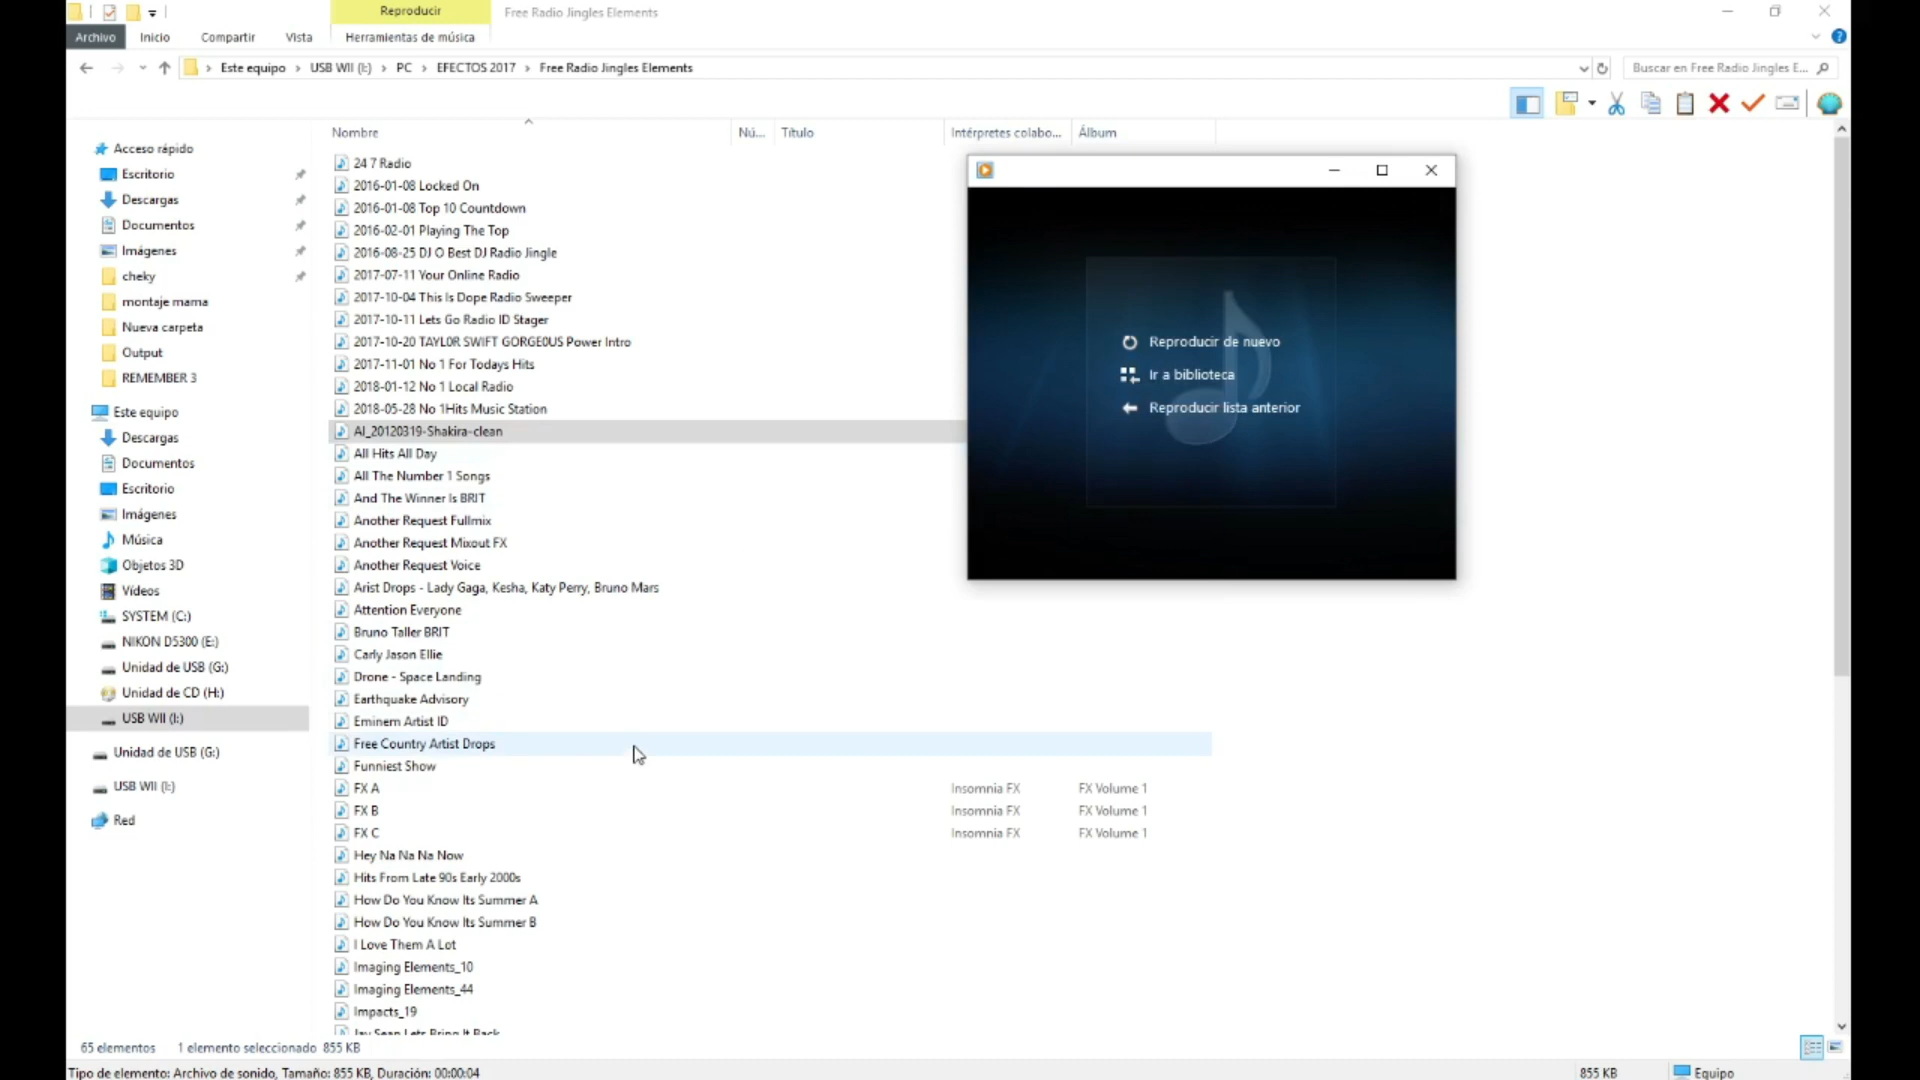 Reproducir
Free Radio Jingles Elements
Archivo
Inicio
Compartir
Vista
Herramientas de música
Este equipo
USB WII (I:)
PC
EFECTOS 2017
Free Radio Jingles Elements
Buscar en Free Radio Jingles E...
Nombre
Nú...
Título
Intérpretes colabo...
Álbum
Acceso rápido
Escritorio
Descargas
Documentos
Imágenes
cheky
montaje mama
Nueva carpeta
Output
REMEMBER 3
Este equipo
Descargas
Documentos
Escritorio
Imágenes
Música
Objetos 3D
Vídeos
SYSTEM (C:)
NIKON D5300 (E:)
Unidad de USB (G:)
Unidad de CD (H:)
USB WII (I:)
Unidad de USB (G:)
USB WII (I:)
Red
24 7 Radio
2016-01-08 Locked On
2016-01-08 Top 10 Countdown
2016-02-01 Playing The Top
2016-08-25 DJ O Best DJ Radio Jingle
2017-07-11 Your Online Radio
2017-10-04 This Is Dope Radio Sweeper
2017-10-11 Lets Go Radio ID Stager
2017-10-20 TAYL0R SWIFT GORGE0US Power Intro
2017-11-01 No 1 For Todays Hits
2018-01-12 No 1 Local Radio
2018-05-28 No 1Hits Music Station
AI_20120319-Shakira-clean
All Hits All Day
All The Number 1 Songs
And The Winner Is BRIT
Another Request Fullmix
Another Request Mixout FX
Another Request Voice
Arist Drops - Lady Gaga, Kesha, Katy Perry, Bruno Mars
Attention Everyone
Bruno Taller BRIT
Carly Jason Ellie
Drone - Space Landing
Earthquake Advisory
Eminem Artist ID
Free Country Artist Drops
Funniest Show
FX A Insomnia FX FX Volume 1
FX B Insomnia FX FX Volume 1
FX C Insomnia FX FX Volume 1
Hey Na Na Na Now
Hits From Late 90s Early 2000s
How Do You Know Its Summer A
How Do You Know Its Summer B
I Love Them A Lot
Imaging Elements_10
Imaging Elements_44
Impacts_19
Jay Sean Lets Bring It Back
Reproducir de nuevo
Ir a biblioteca
Reproducir lista anterior
65 elementos
1 elemento seleccionado 855 KB
Tipo de elemento: Archivo de sonido, Tamaño: 855 KB, Duración: 00:00:04
855 KB
Equipo